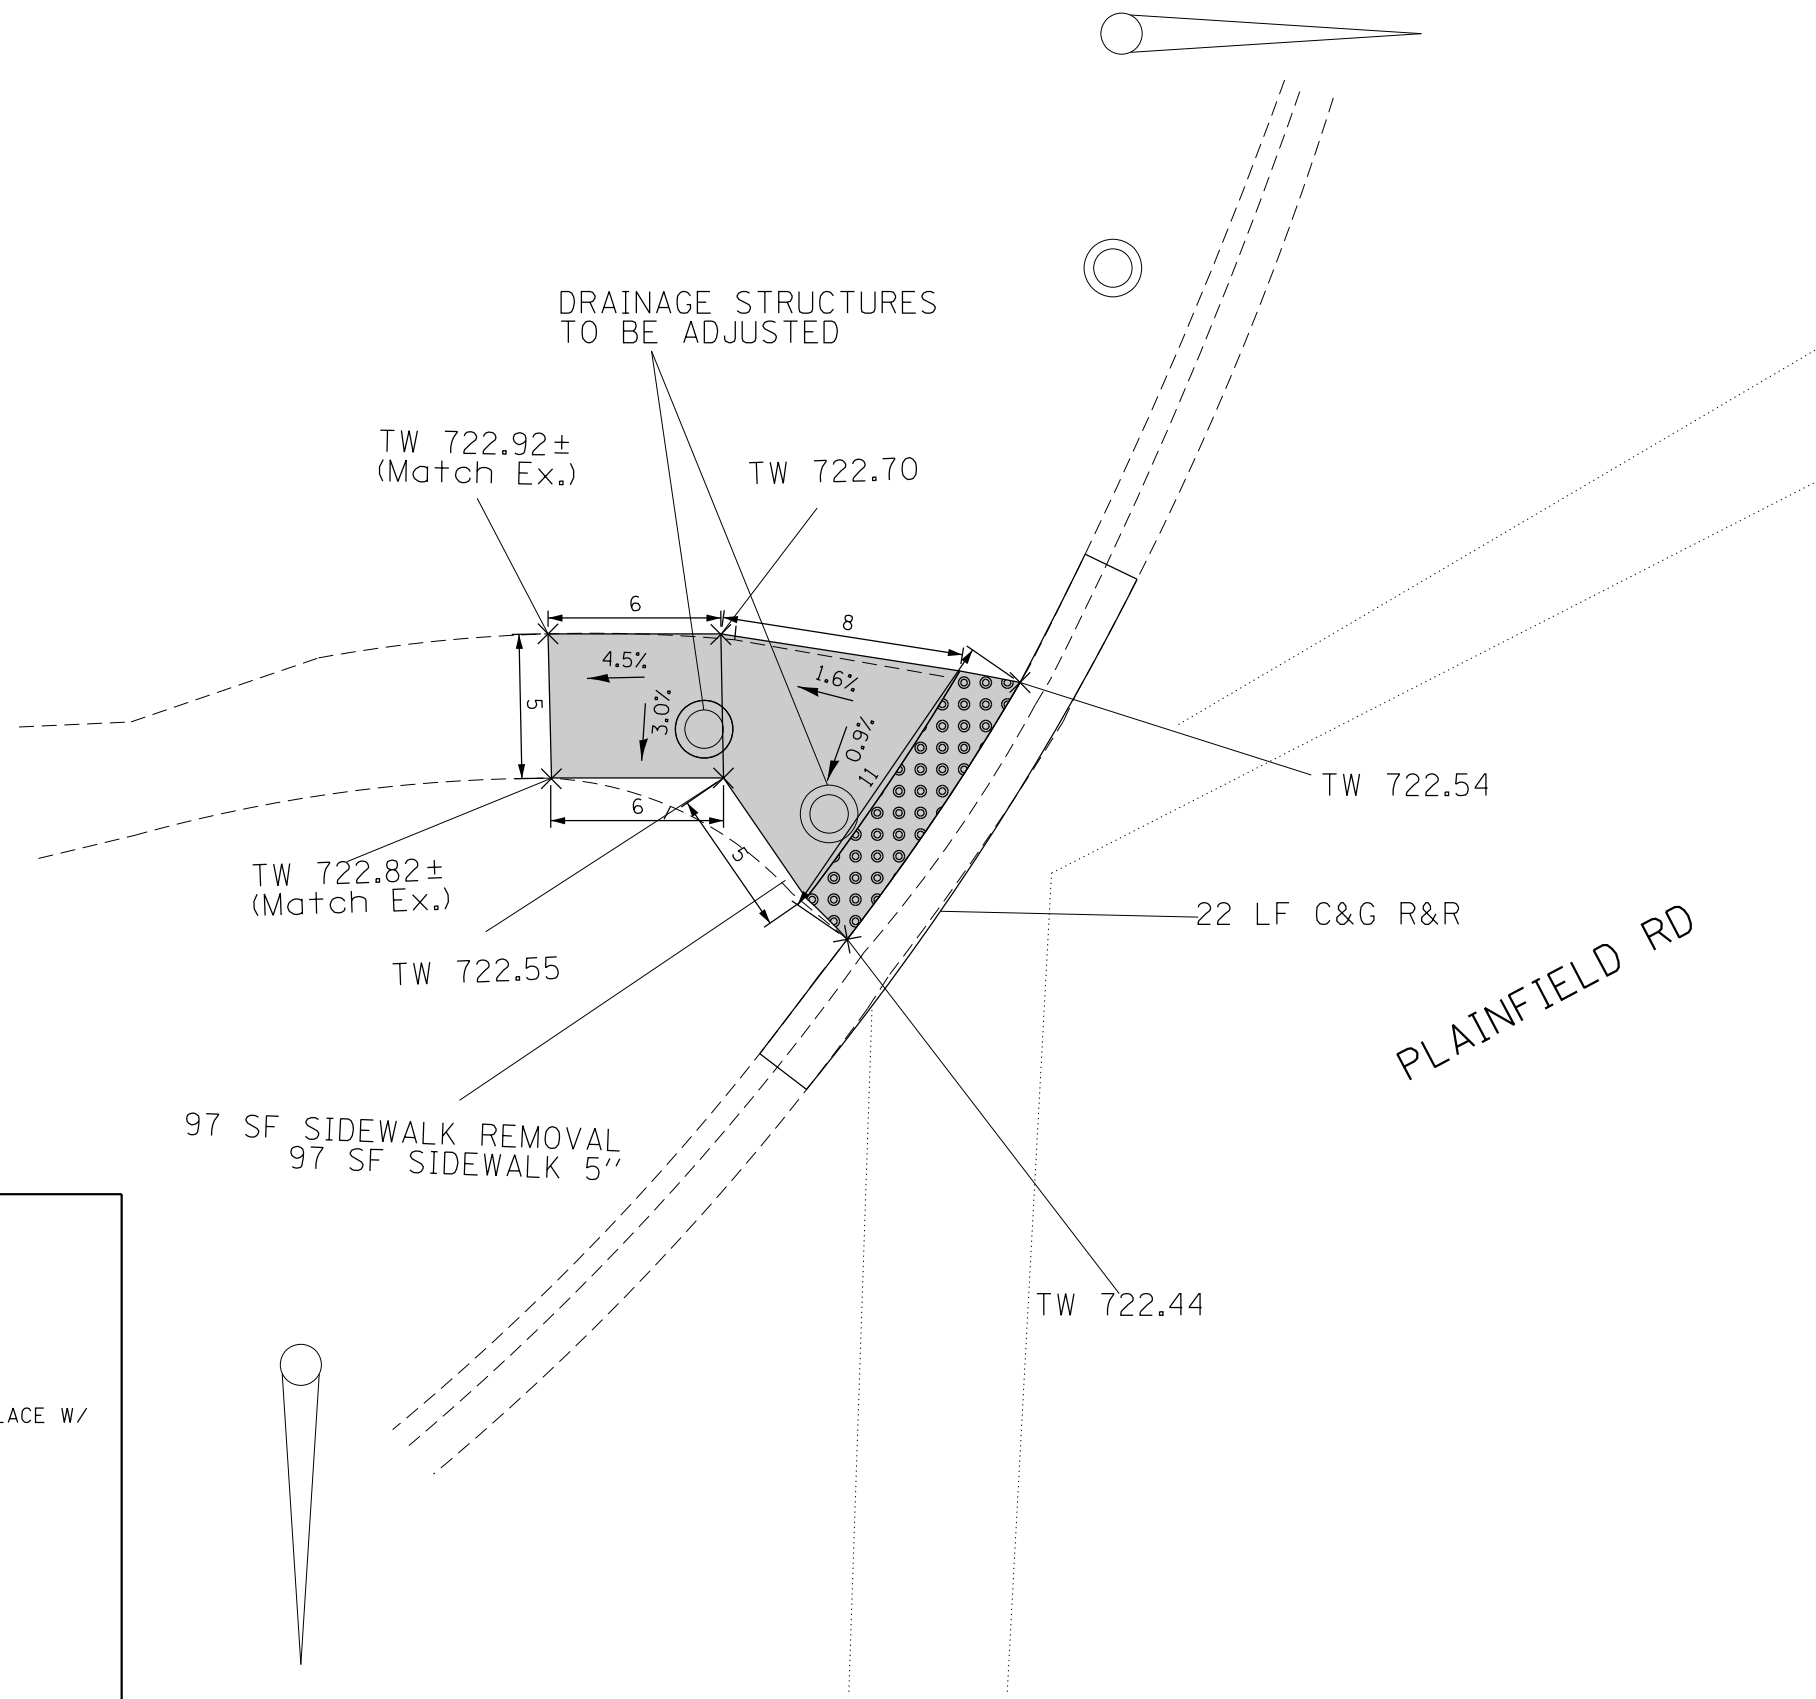 DRAINAGE STRUCTURES
TO BE ADJUSTED
TW 722.92±
(Match Ex.)
TW 722.70
6
8
4.5%
1.6%
5
3.0%
0.9%
11
TW 722.54
6
5
TW 722.82±
(Match Ex.)
22 LF C&G R&R
PLAINFIELD RD
TW 722.55
97 SF SIDEWALK REMOVAL
97 SF SIDEWALK 5''
TW 722.44
LACE W/